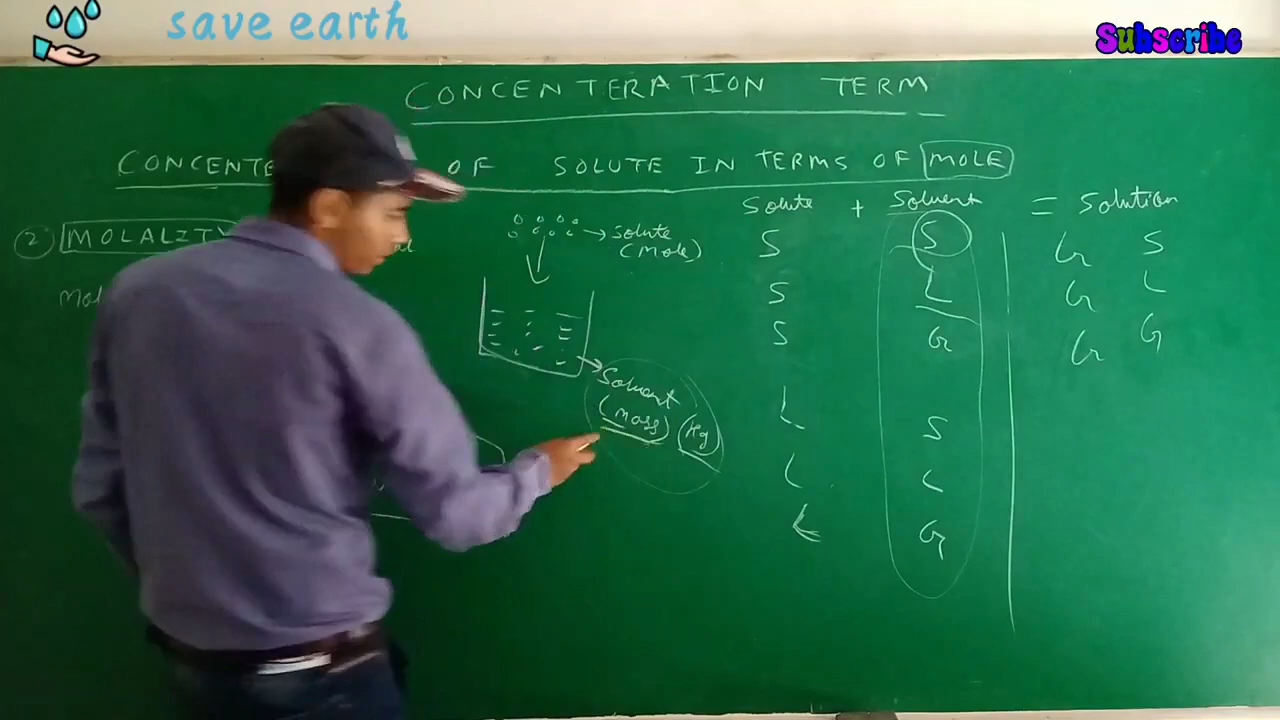 save earth
Subscribe
CONCENTERATION TERM
CONCENTE OF SOLUTE IN TERMS OF MOLE
2 MOLALITY
Mol
solute
(Mole)
Solvent
(mass) (Kg)
Solute + Solvent = Solution
S S G S
S L G L
S G G G
L S
L L
L G